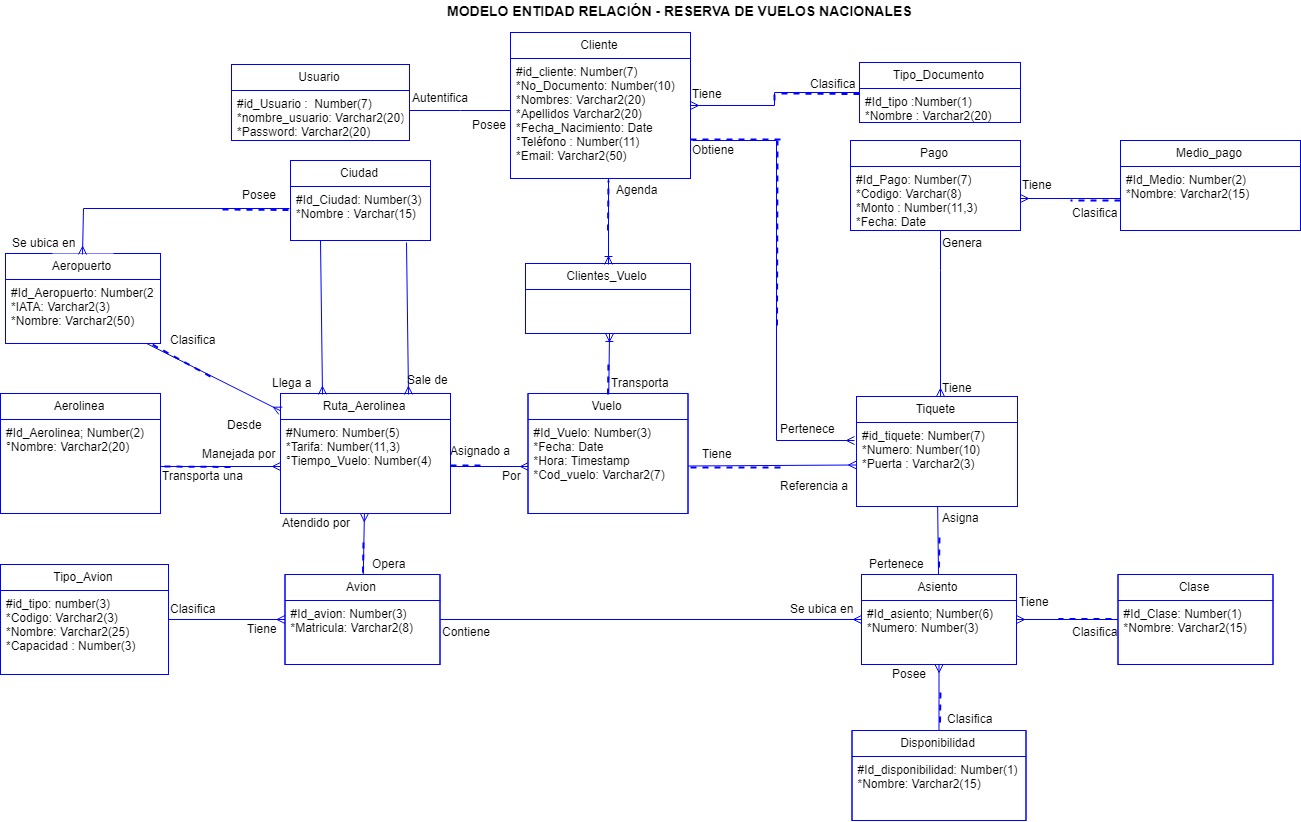 MODELO ENTIDAD RELACIÓN - RESERVA DE VUELOS NACIONALES
Usuario
#id_Usuario :  Number(7)
*nombre_usuario: Varchar2(20)
*Password: Varchar2(20)
Autentifica
Posee
Cliente
#id_cliente: Number(7)
*No_Documento: Number(10)
*Nombres: Varchar2(20)
*Apellidos Varchar2(20)
*Fecha_Nacimiento: Date
°Teléfono : Number(11)
*Email: Varchar2(50)
Tiene
Clasifica
Tipo_Documento
#Id_tipo :Number(1)
*Nombre : Varchar2(20)
Obtiene
Agenda
Pago
#Id_Pago: Number(7)
*Codigo: Varchar(8)
*Monto : Number(11,3)
*Fecha: Date
Tiene
Clasifica
Medio_pago
#Id_Medio: Number(2)
*Nombre: Varchar2(15)
Genera
Ciudad
#Id_Ciudad: Number(3)
*Nombre : Varchar(15)
Posee
Se ubica en
Aeropuerto
#Id_Aeropuerto: Number(2
*IATA: Varchar2(3)
*Nombre: Varchar2(50)
Clasifica
Clientes_Vuelo
Llega a
Sale de
Transporta
Tiene
Desde
Aerolinea
#Id_Aerolinea; Number(2)
°Nombre: Varchar2(20)
Manejada por
Transporta una
Ruta_Aerolinea
#Numero: Number(5)
*Tarifa: Number(11,3)
°Tiempo_Vuelo: Number(4)
Asignado a
Por
Vuelo
#Id_Vuelo: Number(3)
*Fecha: Date
*Hora: Timestamp
*Cod_vuelo: Varchar2(7)
Tiene
Pertenece
Referencia a
Tiquete
#id_tiquete: Number(7)
*Numero: Number(10)
*Puerta : Varchar2(3)
Atendido por
Opera
Asigna
Pertenece
Tipo_Avion
#id_tipo: number(3)
*Codigo: Varchar2(3)
*Nombre: Varchar2(25)
*Capacidad : Number(3)
Clasifica
Tiene
Avion
#Id_avion: Number(3)
*Matricula: Varchar2(8)
Contiene
Se ubica en
Asiento
#Id_asiento; Number(6)
*Numero: Number(3)
Tiene
Clasifica
Clase
#Id_Clase: Number(1)
*Nombre: Varchar2(15)
Posee
Clasifica
Disponibilidad
#Id_disponibilidad: Number(1)
*Nombre: Varchar2(15)